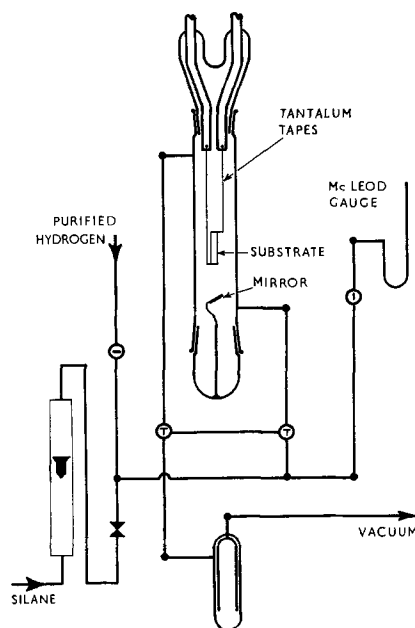 TANTALUM
TAPES
Mc LEOD
GAUGE
PURIFIED
HYDROGEN
SUBSTRATE
MIRROR
T
T
VACUUM
SILANE